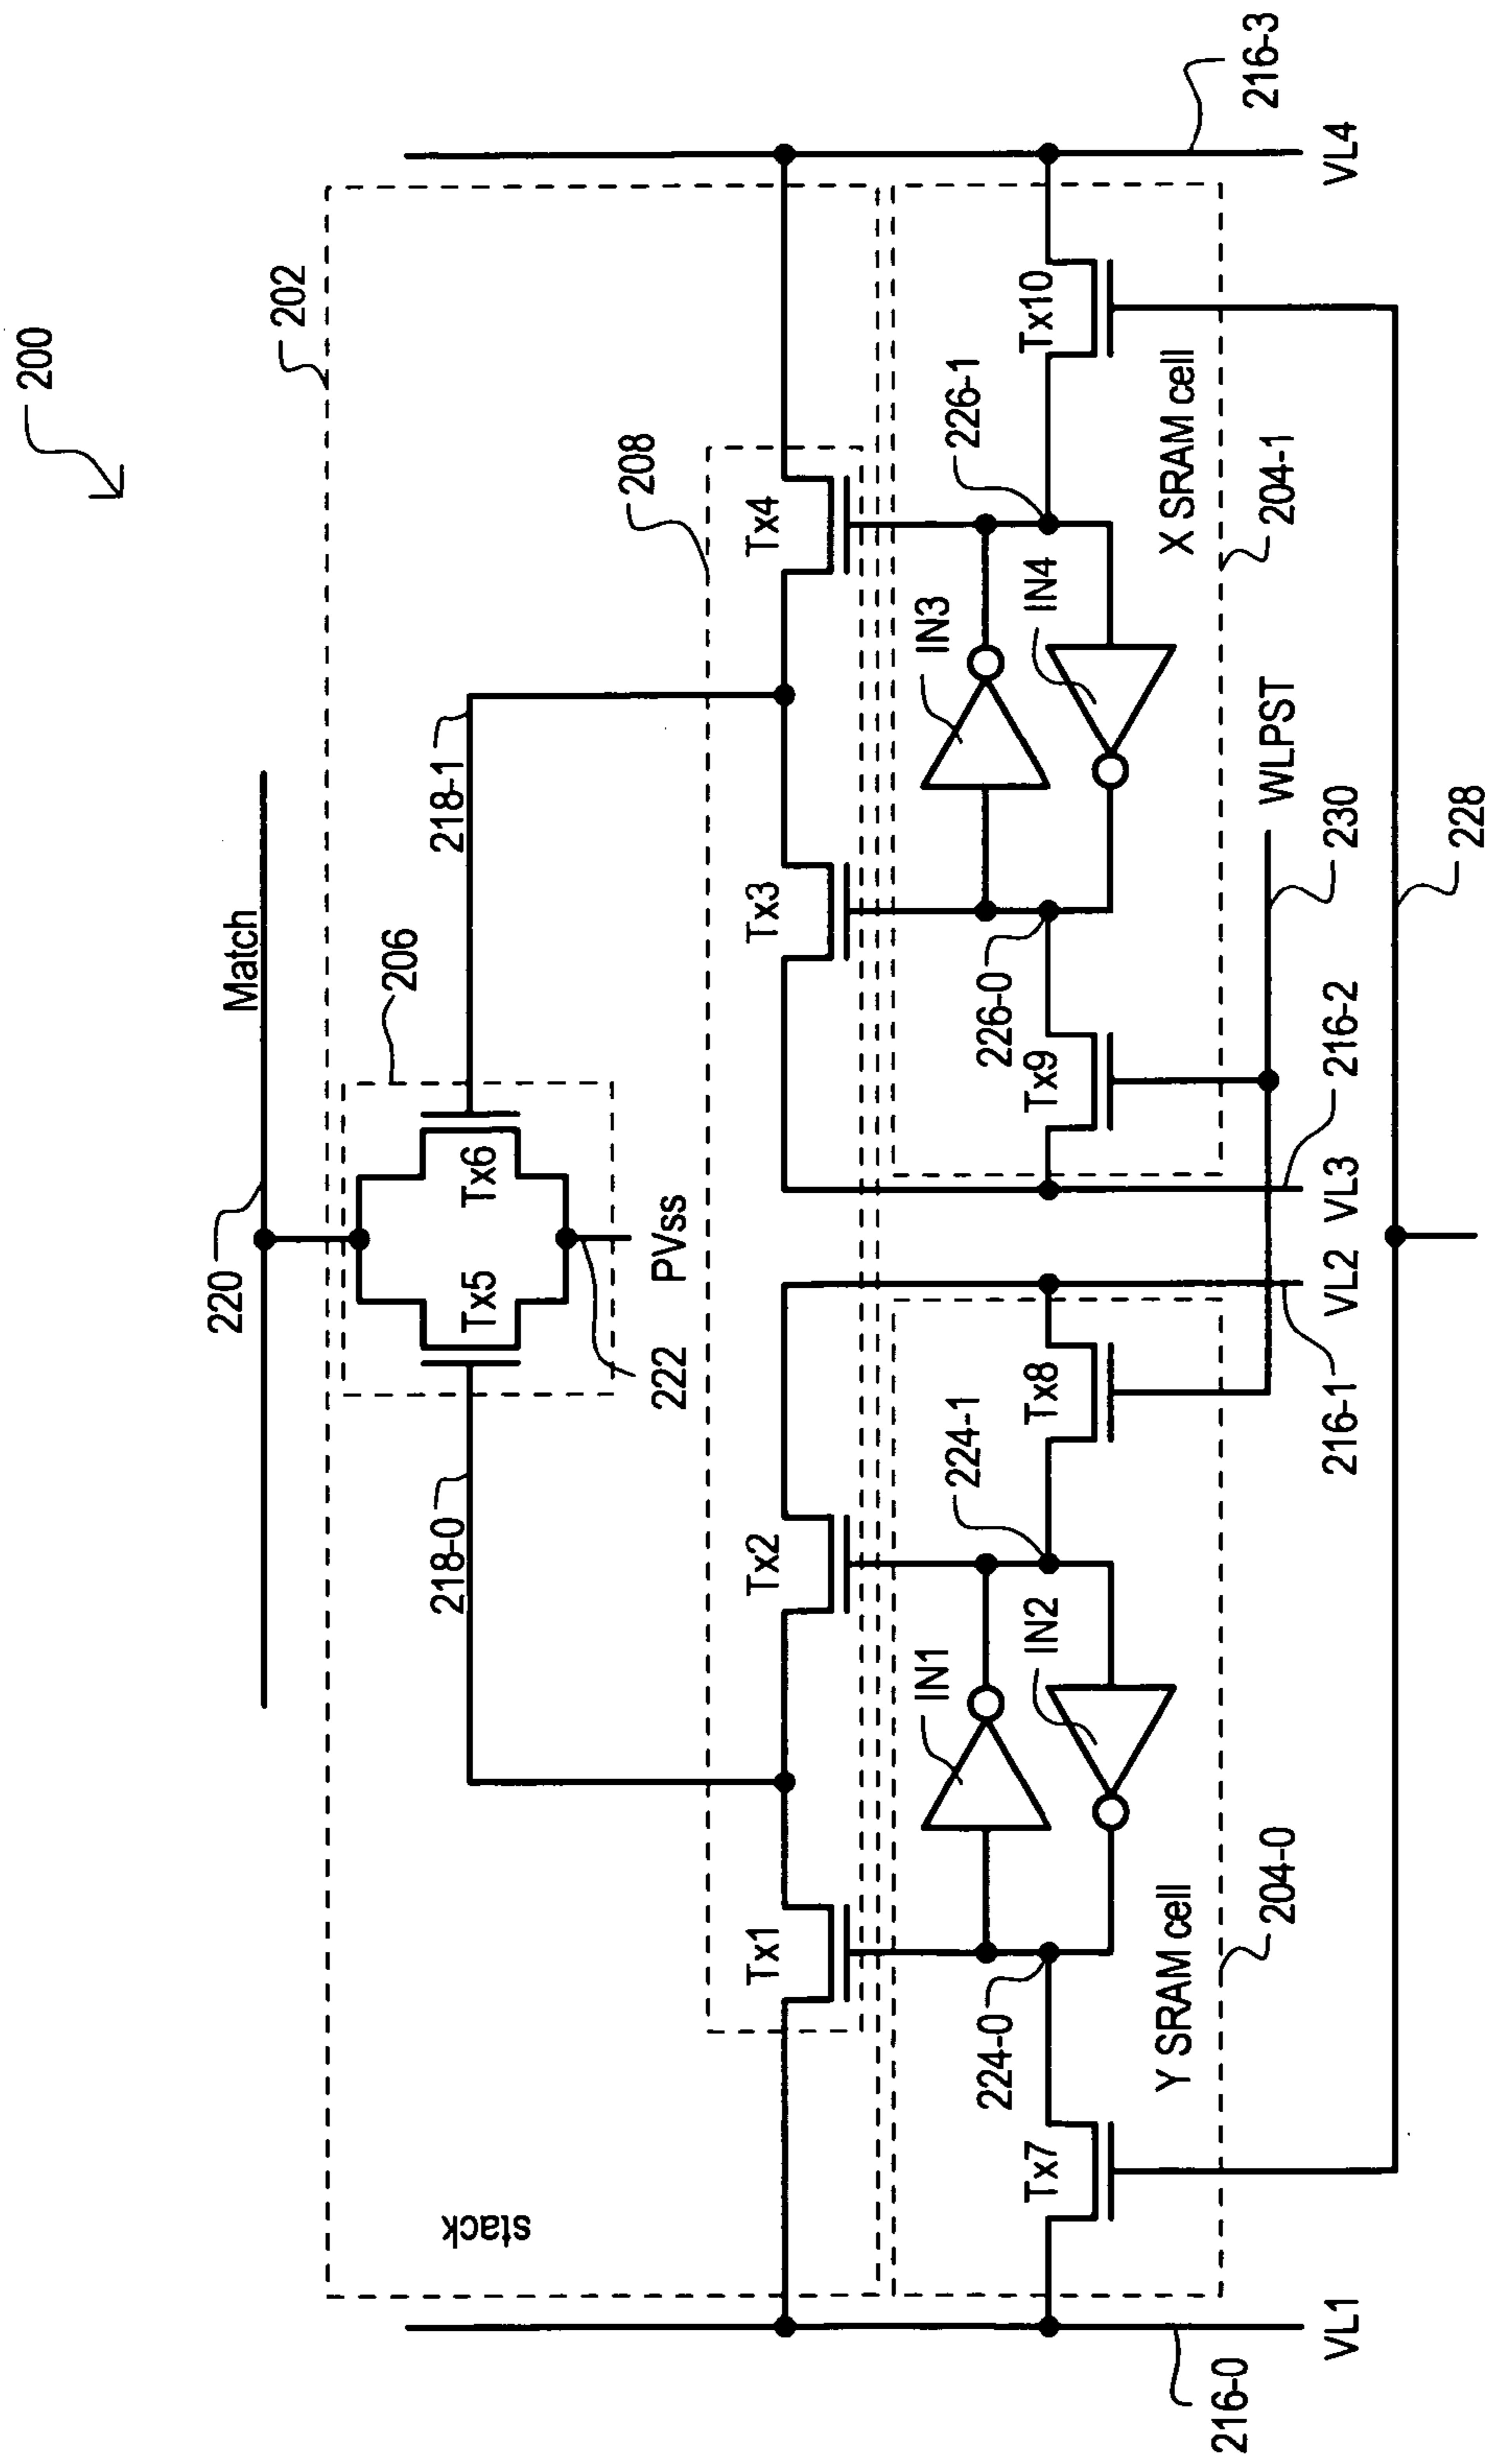 200
202
216-3
VL4
Match
220
206
218-0
218-1
Tx5
Tx6
222
PVss
208
stack
Tx1
Tx2
Tx3
Tx4
224-0
224-1
226-0
226-1
IN1
IN2
IN3
IN4
Tx7
Tx8
Tx9
Tx10
Y SRAM cell
X SRAM cell
204-0
204-1
WLPST
230
216-0
VL1
216-1
VL2
VL3
216-2
228